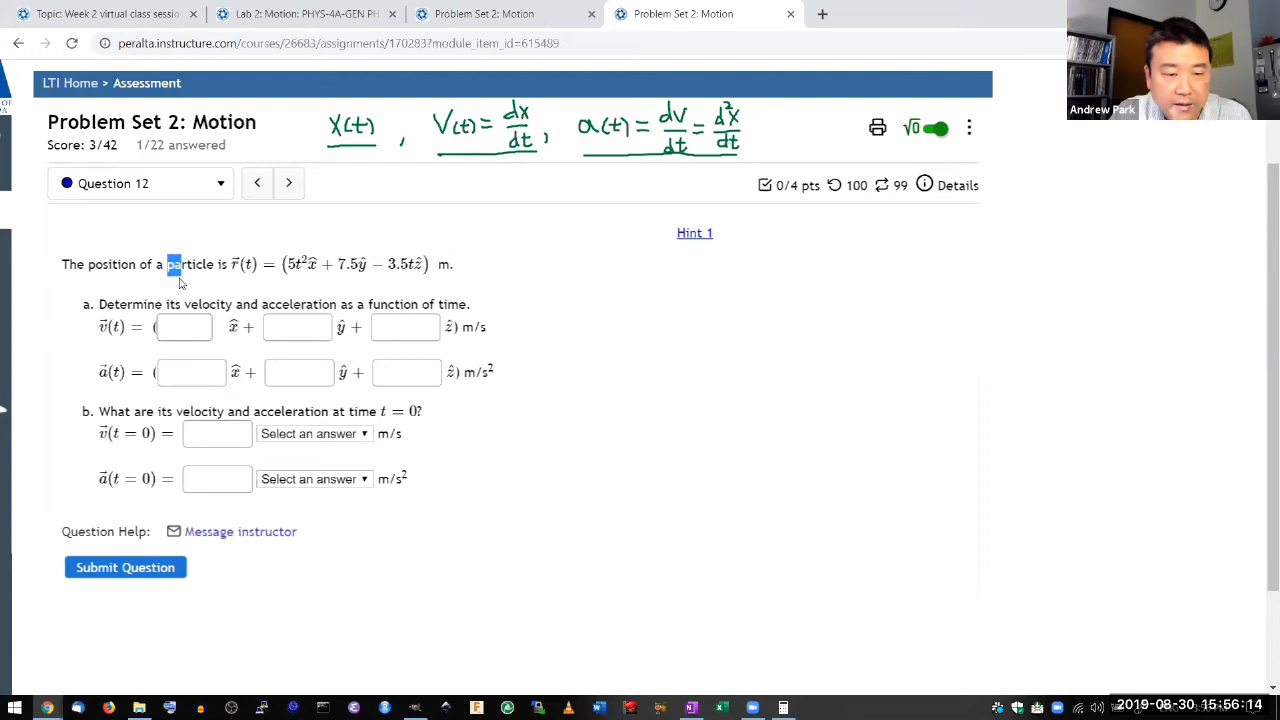 Topic: Week 2 virtual class sessio
Lab 2: Motion: PHYS-4A-GEN PH
Problem Set 2: Motion
Problem Set 2: Motion
peralta.instructure.com/courses/26683/assignments/170283?module_item_id=615489
Andrew Park
LTI Home > Assessment
Problem Set 2: Motion
x(t) , v(t) = dx/dt , a(t) = dv/dt = d²x/dt
Score: 3/42 1/22 answered
√0
Question 12
0/4 pts 100 99 Details
Hint 1
The position of a particle is r⃗(t) = (5t²x̂ + 7.5ŷ − 3.5tẑ) m.
a. Determine its velocity and acceleration as a function of time.
v⃗(t) = ( x̂ + ŷ + ẑ) m/s
a⃗(t) = ( x̂ + ŷ + ẑ) m/s²
b. What are its velocity and acceleration at time t = 0?
v⃗(t = 0) = Select an answer m/s
a⃗(t = 0) = Select an answer m/s²
Question Help: Message instructor
Submit Question
2019-08-30 15:56:14